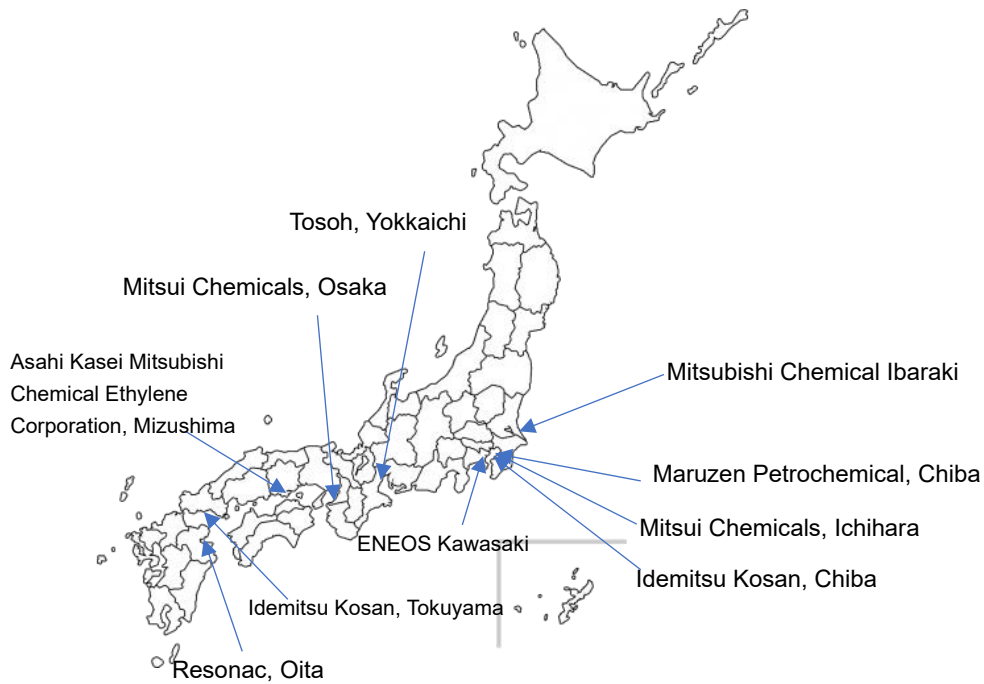 Tosoh, Yokkaichi
Mitsui Chemicals, Osaka
Asahi Kasei Mitsubishi
Chemical Ethylene
Corporation, Mizushima
Mitsubishi Chemical Ibaraki
Maruzen Petrochemical, Chiba
Mitsui Chemicals, Ichihara
ENEOS Kawasaki
Idemitsu Kosan, Chiba
Idemitsu Kosan, Tokuyama
Resonac, Oita